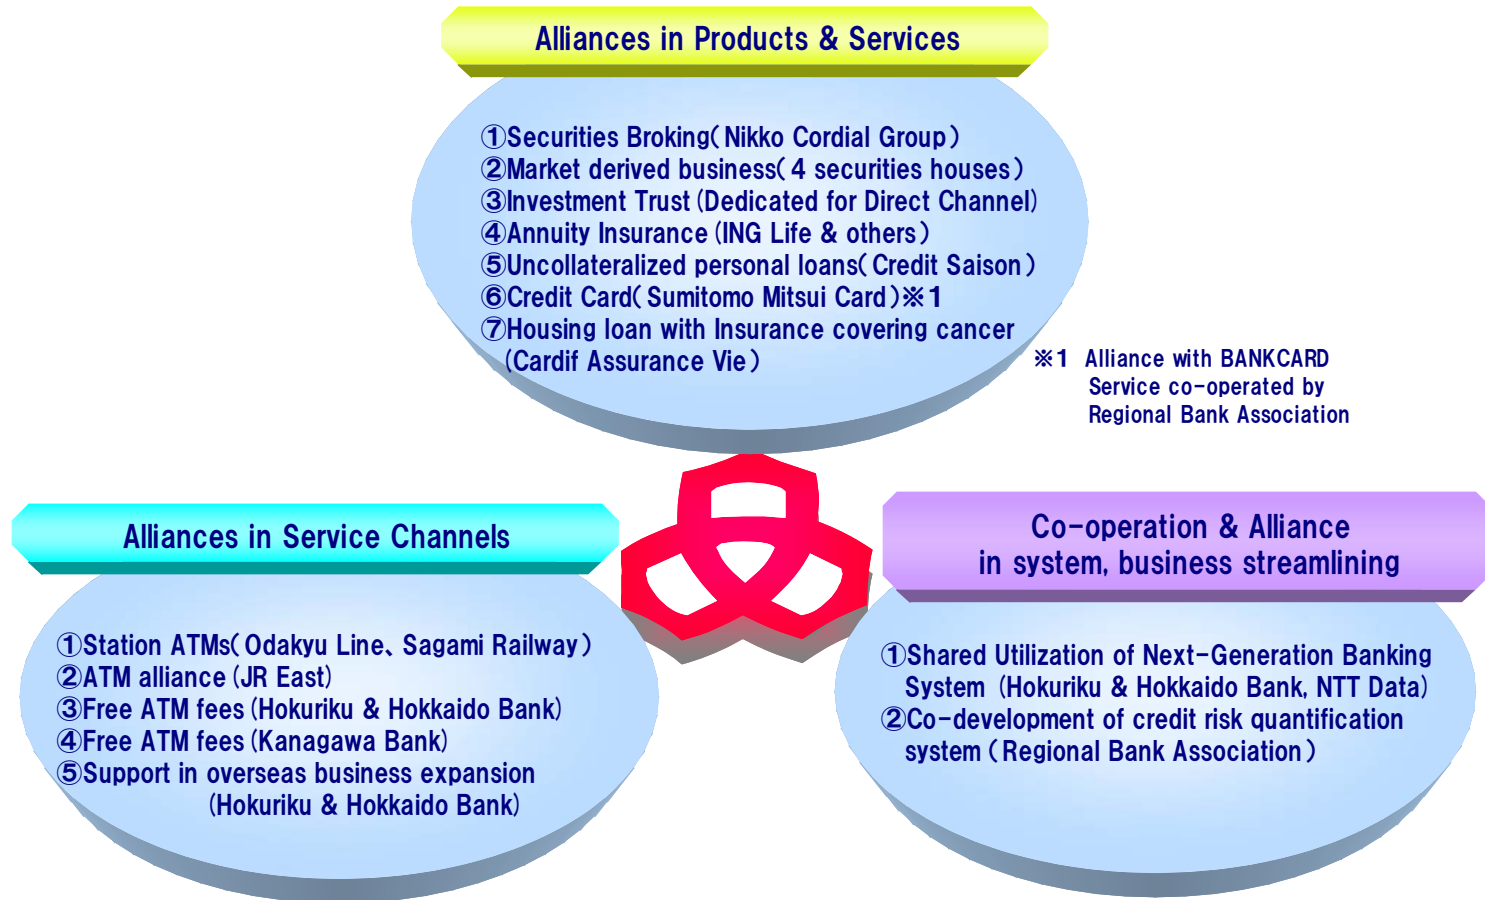 Alliances in Products & Services
①Securities Broking(Nikko Cordial Group)
②Market derived business(4 securities houses)
③Investment Trust (Dedicated for Direct Channel)
④Annuity Insurance (ING Life & others)
⑤Uncollateralized personal loans(Credit Saison)
⑥Credit Card(Sumitomo Mitsui Card)※1
⑦Housing loan with Insurance covering cancer
(Cardif Assurance Vie)
※1 Alliance with BANKCARD
Service co-operated by
Regional Bank Association
Alliances in Service Channels
①Station ATMs(Odakyu Line、Sagami Railway)
②ATM alliance (JR East)
③Free ATM fees (Hokuriku & Hokkaido Bank)
④Free ATM fees (Kanagawa Bank)
⑤Support in overseas business expansion
(Hokuriku & Hokkaido Bank)
Co-operation & Alliance
in system, business streamlining
①Shared Utilization of Next-Generation Banking
System (Hokuriku & Hokkaido Bank, NTT Data)
②Co-development of credit risk quantification
system (Regional Bank Association)